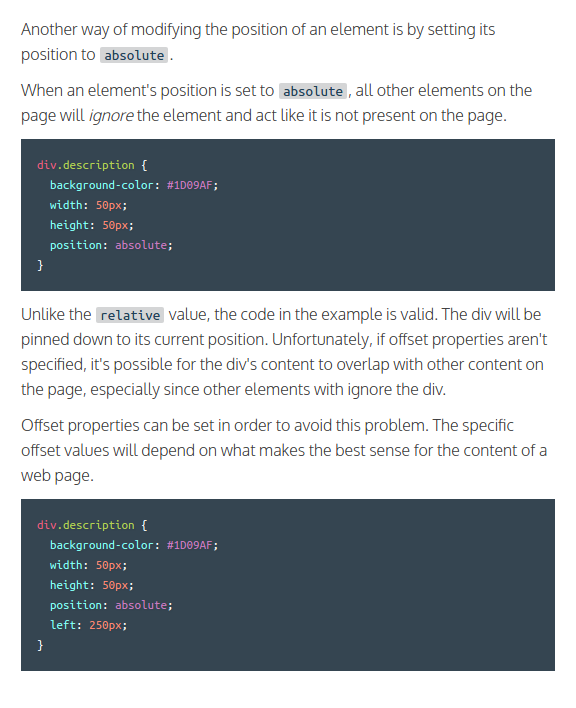 Another way of modifying the position of an element is by setting its
position to absolute.
When an element's position is set to absolute, all other elements on the
page will ignore the element and act like it is not present on the page.
div.description {
  background-color: #1D09AF;
  width: 50px;
  height: 50px;
  position: absolute;
}
Unlike the relative value, the code in the example is valid. The div will be
pinned down to its current position. Unfortunately, if offset properties aren't
specified, it's possible for the div's content to overlap with other content on
the page, especially since other elements with ignore the div.
Offset properties can be set in order to avoid this problem. The specific
offset values will depend on what makes the best sense for the content of a
web page.
div.description {
  background-color: #1D09AF;
  width: 50px;
  height: 50px;
  position: absolute;
  left: 250px;
}